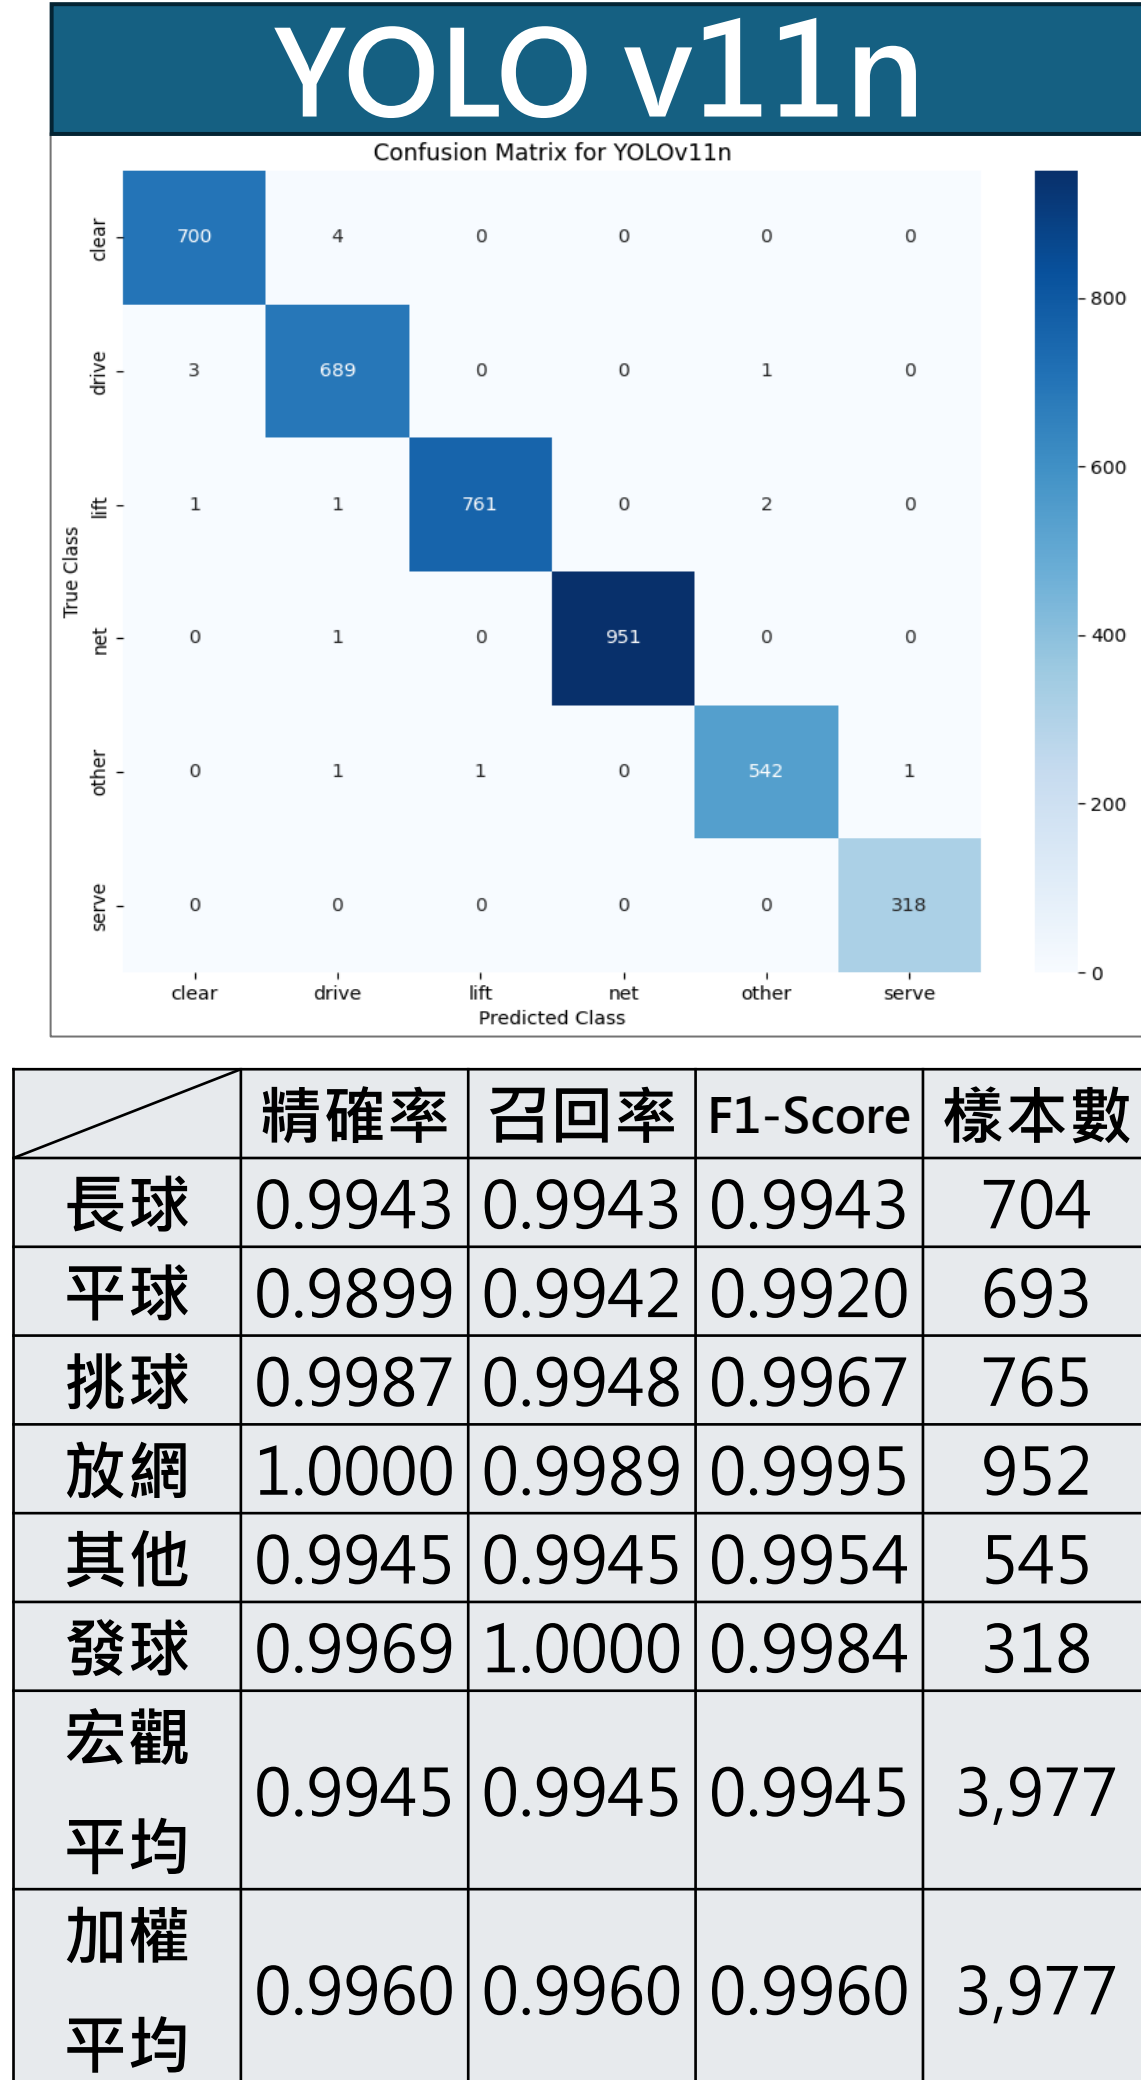 YOLO v11n
Confusion Matrix for YOLOv11n
True Class
clear 700 4 0 0 0 0
drive 3 689 0 0 1 0
lift 1 1 761 0 2 0
net 0 1 0 951 0 0
other 0 1 1 0 542 1
serve 0 0 0 0 0 318
clear drive lift net other serve
Predicted Class
800
600
400
200
0
精確率 召回率 F1-Score 樣本數
長球 0.9943 0.9943 0.9943 704
平球 0.9899 0.9942 0.9920 693
挑球 0.9987 0.9948 0.9967 765
放網 1.0000 0.9989 0.9995 952
其他 0.9945 0.9945 0.9954 545
發球 0.9969 1.0000 0.9984 318
宏觀
平均 0.9945 0.9945 0.9945 3,977
加權
平均 0.9960 0.9960 0.9960 3,977